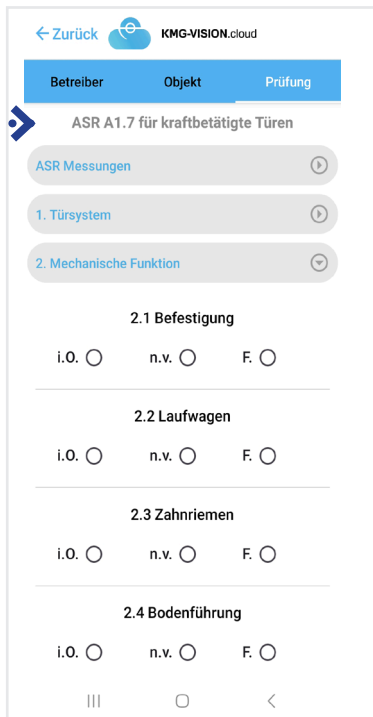 Zurück KMG-VISION.cloud
Betreiber Objekt Prüfung
ASR A1.7 für kraftbetätigte Türen
ASR Messungen
1. Türsystem
2. Mechanische Funktion
2.1 Befestigung
i.O. n.v. F.
2.2 Laufwagen
i.O. n.v. F.
2.3 Zahnriemen
i.O. n.v. F.
2.4 Bodenführung
i.O. n.v. F.